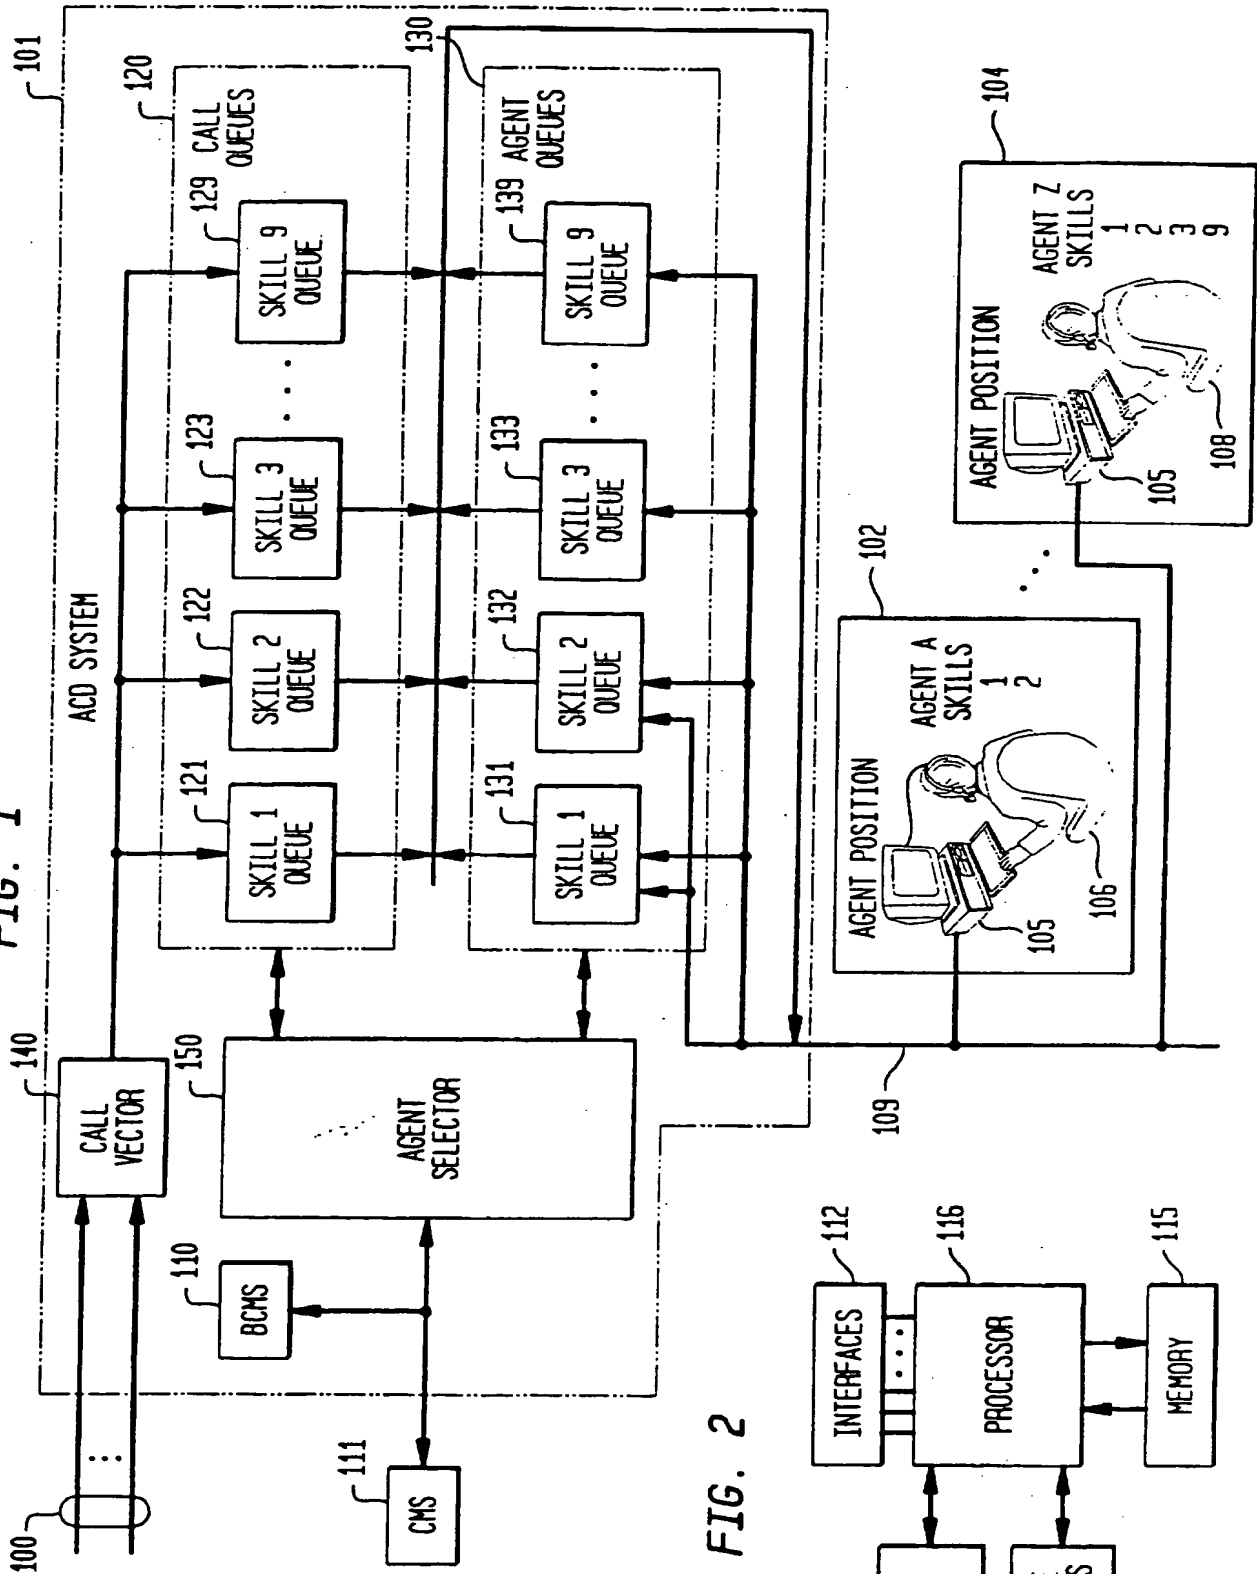 FIG. 1
100
140
CALL
VECTOR
101
ACD SYSTEM
120
CALL
QUEUES
121
SKILL 1
QUEUE
122
SKILL 2
QUEUE
123
SKILL 3
QUEUE
129
SKILL 9
QUEUE
130
AGENT
QUEUES
131
SKILL 1
QUEUE
132
SKILL 2
QUEUE
133
SKILL 3
QUEUE
139
SKILL 9
QUEUE
150
AGENT
SELECTOR
110
BCMS
111
CMS
109
102
AGENT POSITION
AGENT A
SKILLS
1
2
105
106
104
AGENT POSITION
AGENT Z
SKILLS
1
2
3
9
105
108
FIG. 2
112
INTERFACES
116
PROCESSOR
115
MEMORY